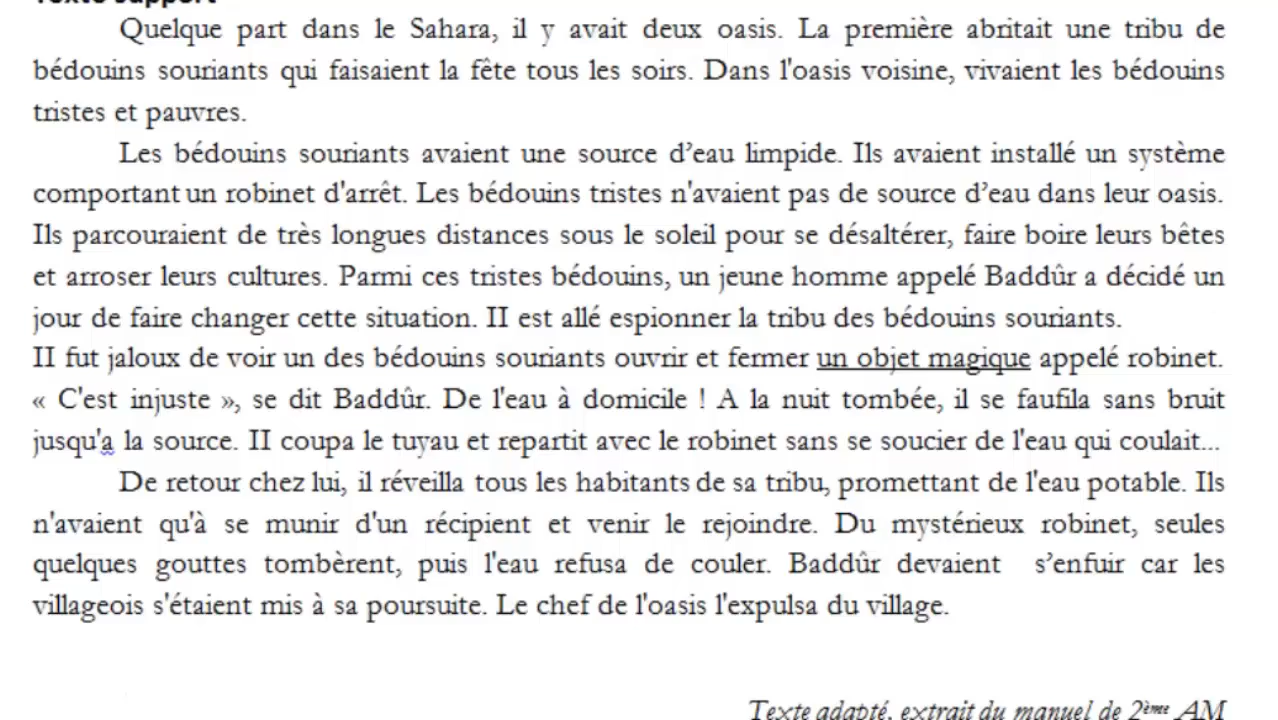 Texte support
Quelque part dans le Sahara, il y avait deux oasis. La première abritait une tribu de
bédouins souriants qui faisaient la fête tous les soirs. Dans l'oasis voisine, vivaient les bédouins
tristes et pauvres.
Les bédouins souriants avaient une source d’eau limpide. Ils avaient installé un système
comportant un robinet d'arrêt. Les bédouins tristes n'avaient pas de source d’eau dans leur oasis.
Ils parcouraient de très longues distances sous le soleil pour se désaltérer, faire boire leurs bêtes
et arroser leurs cultures. Parmi ces tristes bédouins, un jeune homme appelé Baddûr a décidé un
jour de faire changer cette situation. II est allé espionner la tribu des bédouins souriants.
II fut jaloux de voir un des bédouins souriants ouvrir et fermer un objet magique appelé robinet.
« C'est injuste », se dit Baddûr. De l'eau à domicile ! A la nuit tombée, il se faufila sans bruit
jusqu'a la source. II coupa le tuyau et repartit avec le robinet sans se soucier de l'eau qui coulait...
De retour chez lui, il réveilla tous les habitants de sa tribu, promettant de l'eau potable. Ils
n'avaient qu'à se munir d'un récipient et venir le rejoindre. Du mystérieux robinet, seules
quelques gouttes tombèrent, puis l'eau refusa de couler. Baddûr devaient s’enfuir car les
villageois s'étaient mis à sa poursuite. Le chef de l'oasis l'expulsa du village.
Texte adapté, extrait du manuel de 2ème AM